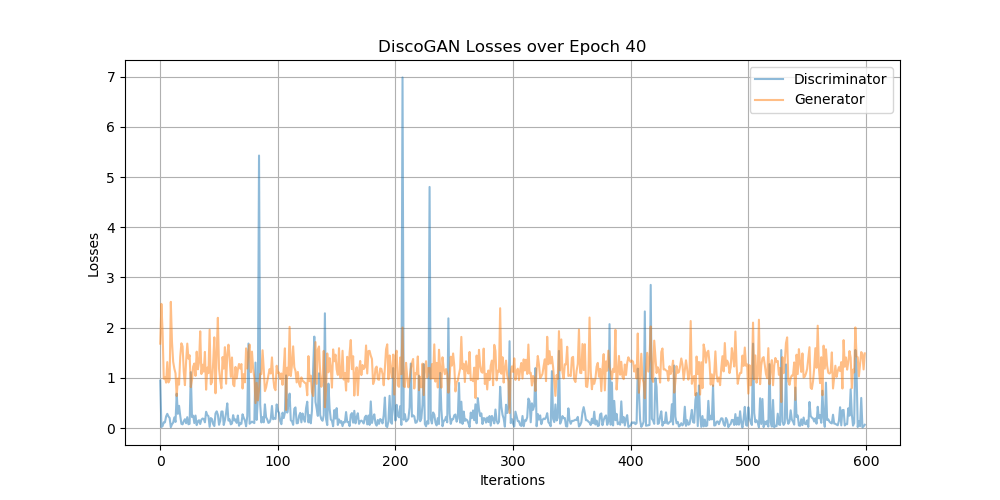 DiscoGAN Losses over Epoch 40
Discriminator
Generator
Losses
7
6
5
4
3
2
1
0
0 100 200 300 400 500 600
Iterations